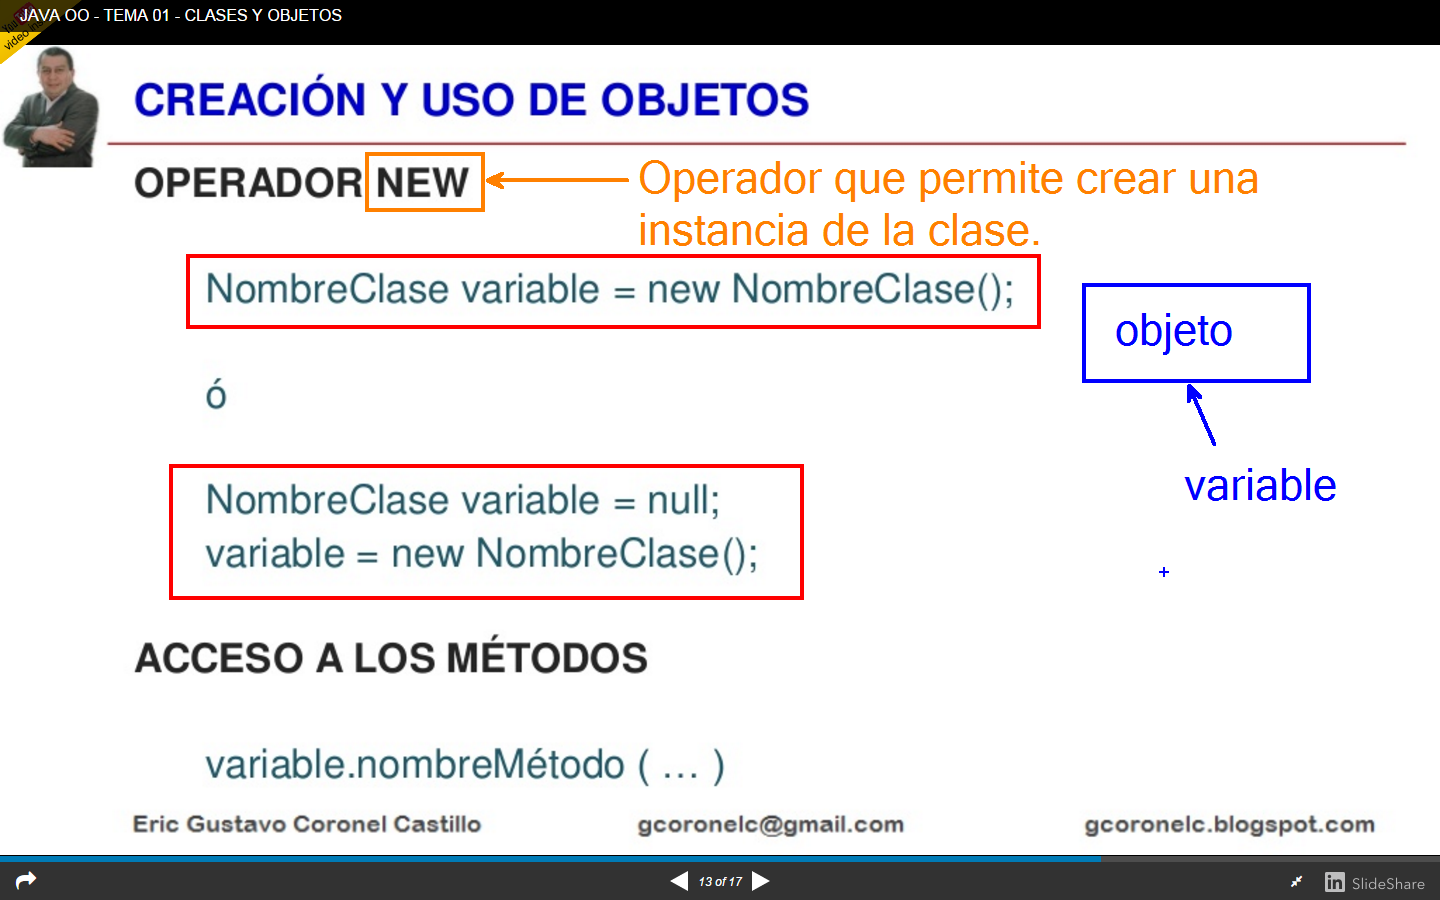 JAVA OO - TEMA 01 - CLASES Y OBJETOS
CREACIÓN Y USO DE OBJETOS
OPERADOR NEW
Operador que permite crear una
instancia de la clase.
NombreClase variable = new NombreClase();
objeto
ó
variable
NombreClase variable = null;
variable = new NombreClase();
ACCESO A LOS MÉTODOS
variable.nombreMétodo ( ... )
Eric Gustavo Coronel Castillo
gcoronelc@gmail.com
gcoronelc.blogspot.com
13 of 17
in SlideShare